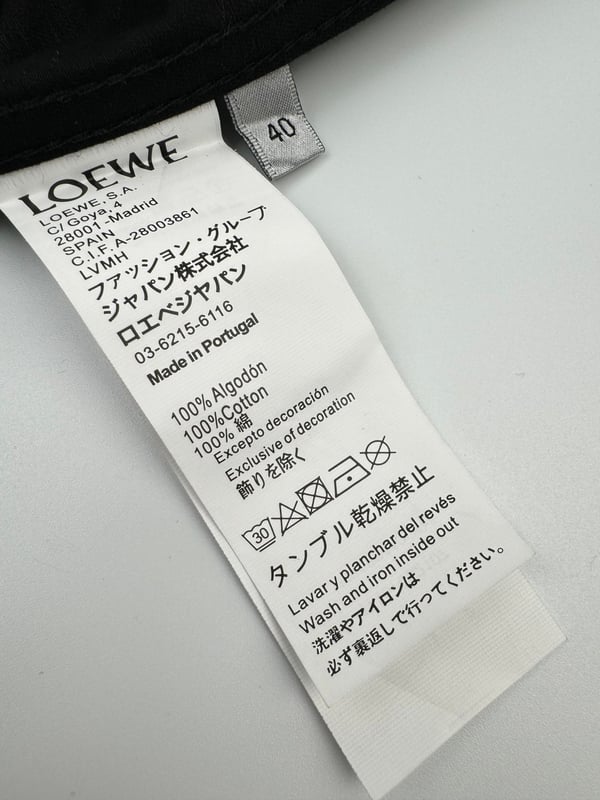 40
LOEWE
LOEWE, S.A.
C/ Goya, 4
28001-Madrid
SPAIN
C.I.F. A-28003861
LVMH
ファッション・グループ
ジャパン株式会社
ロエベジャパン
03-6215-6116
Made in Portugal
100% Algodón
100%Cotton
100% 綿
Excepto decoración
Exclusive of decoration
飾りを除く
30
タンブル乾燥禁止
Lavar y planchar del revés
Wash and iron inside out
洗濯やアイロンは
必ず裏返しで行ってください。